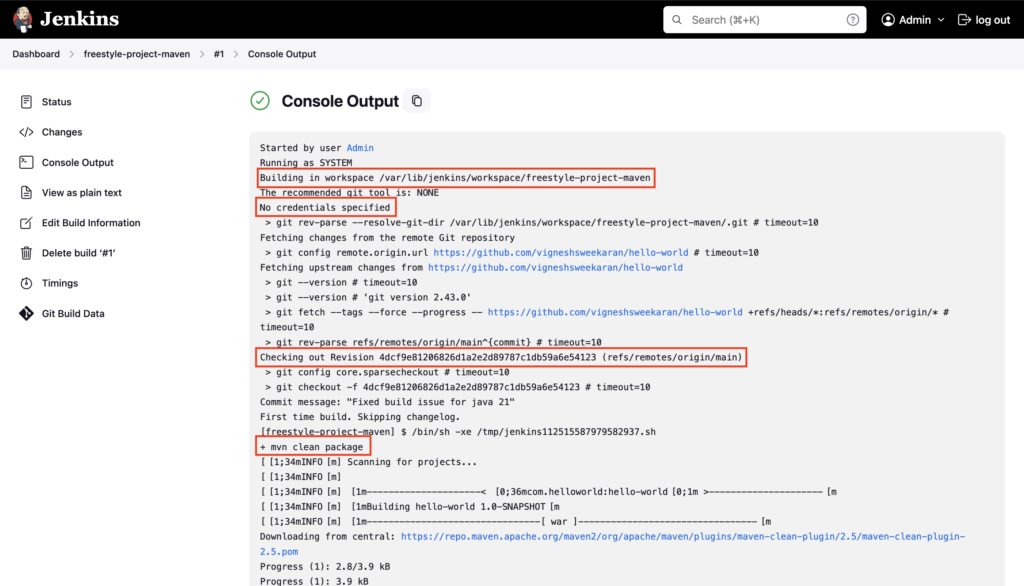 Jenkins
Search (⌘+K)
Admin
log out
Dashboard
freestyle-project-maven
#1
Console Output
Status
Changes
Console Output
View as plain text
Edit Build Information
Delete build ‘#1’
Timings
Git Build Data
Console Output
Started by user Admin
Running as SYSTEM
Building in workspace /var/lib/jenkins/workspace/freestyle-project-maven
The recommended git tool is: NONE
No credentials specified
> git rev-parse --resolve-git-dir /var/lib/jenkins/workspace/freestyle-project-maven/.git # timeout=10
Fetching changes from the remote Git repository
> git config remote.origin.url https://github.com/vigneshsweekaran/hello-world # timeout=10
Fetching upstream changes from https://github.com/vigneshsweekaran/hello-world
> git --version # timeout=10
> git --version # 'git version 2.43.0'
> git fetch --tags --force --progress -- https://github.com/vigneshsweekaran/hello-world +refs/heads/*:refs/remotes/origin/* #
timeout=10
> git rev-parse refs/remotes/origin/main^{commit} # timeout=10
Checking out Revision 4dcf9e81206826d1a2e2d89787c1db59a6e54123 (refs/remotes/origin/main)
> git config core.sparsecheckout # timeout=10
> git checkout -f 4dcf9e81206826d1a2e2d89787c1db59a6e54123 # timeout=10
Commit message: "Fixed build issue for java 21"
First time build. Skipping changelog.
[freestyle-project-maven] $ /bin/sh -xe /tmp/jenkins112515587979582937.sh
+ mvn clean package
[ [1;34mINFO [m] Scanning for projects...
[ [1;34mINFO [m]
[ [1;34mINFO [m] [1m----------------------< [0;36mcom.helloworld:hello-world [0;1m >---------------------- [m
[ [1;34mINFO [m] [1mBuilding hello-world 1.0-SNAPSHOT [m
[ [1;34mINFO [m] [1m--------------------------------[ war ]--------------------------------- [m
Downloading from central: https://repo.maven.apache.org/maven2/org/apache/maven/plugins/maven-clean-plugin/2.5/maven-clean-plugin-
2.5.pom
Progress (1): 2.8/3.9 kB
Progress (1): 3.9 kB